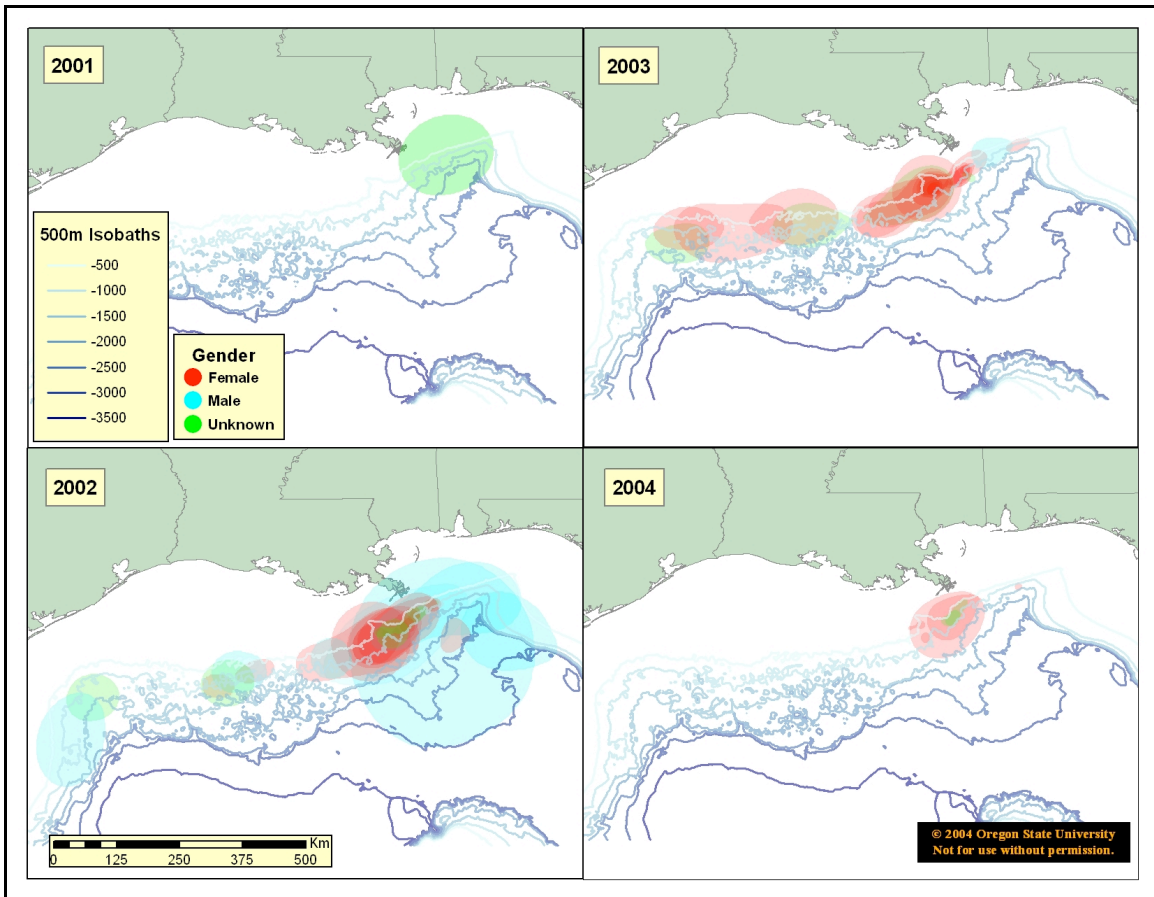 2001
2003
500m Isobaths
-500
-1000
-1500
-2000
-2500
-3000
-3500
Gender
Female
Male
Unknown
2002
2004
Km
0 125 250 375 500
© 2004 Oregon State University
Not for use without permission.